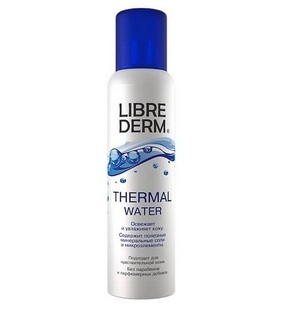 LIBRE
DERM®
THERMAL
WATER
Освежает
и увлажняет кожу
Содержит полезные
минеральные соли
и микроэлементы
Подходит для
чувствительной кожи
Без парабенов
и парфюмерных добавок